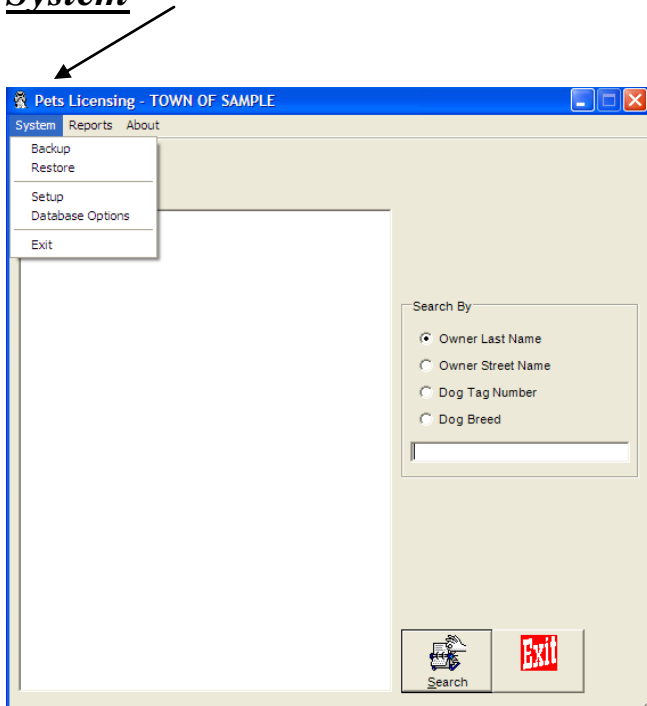 System
Pets Licensing - TOWN OF SAMPLE
System Reports About
Backup
Restore
Setup
Database Options
Exit
Search By
Owner Last Name
Owner Street Name
Dog Tag Number
Dog Breed
Search
Exit